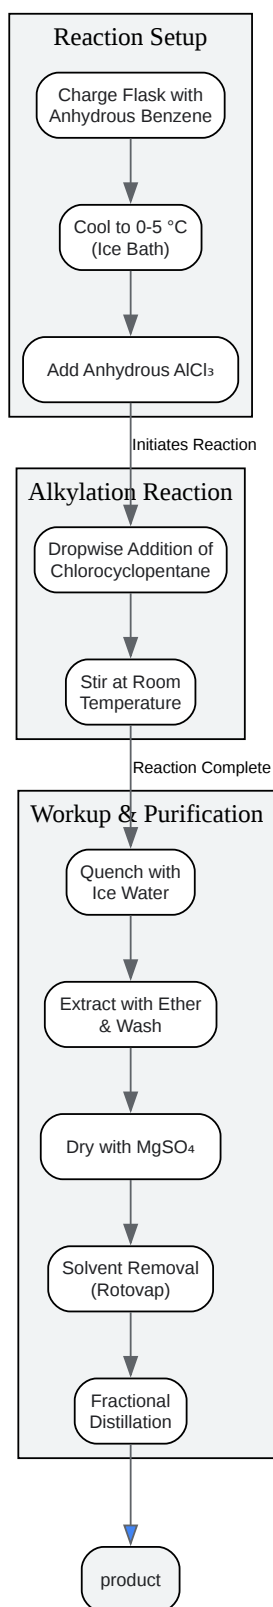 Reaction Setup
Charge Flask with
Anhydrous Benzene
Cool to 0-5 °C
(Ice Bath)
Add Anhydrous AlCl₃
Initiates Reaction
Alkylation Reaction
Dropwise Addition of
Chlorocyclopentane
Stir at Room
Temperature
Reaction Complete
Workup & Purification
Quench with
Ice Water
Extract with Ether
& Wash
Dry with MgSO₄
Solvent Removal
(Rotovap)
Fractional
Distillation
product